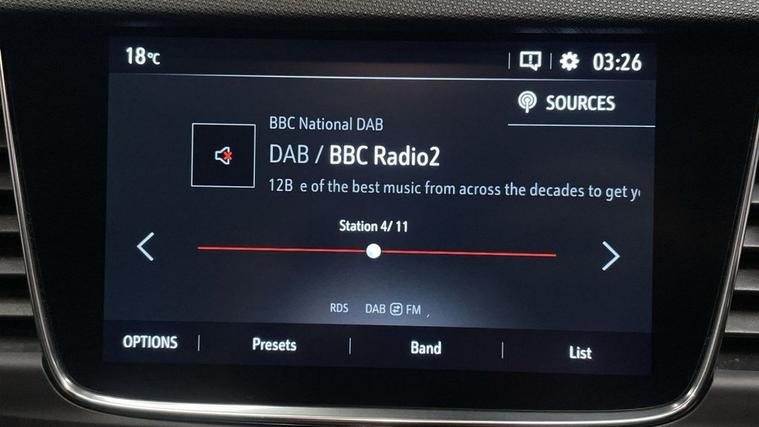 18°C 03:26
SOURCES
BBC National DAB
DAB / BBC Radio2
12B e of the best music from across the decades to get
Station 4/11
RDS DAB FM
OPTIONS Presets Band List